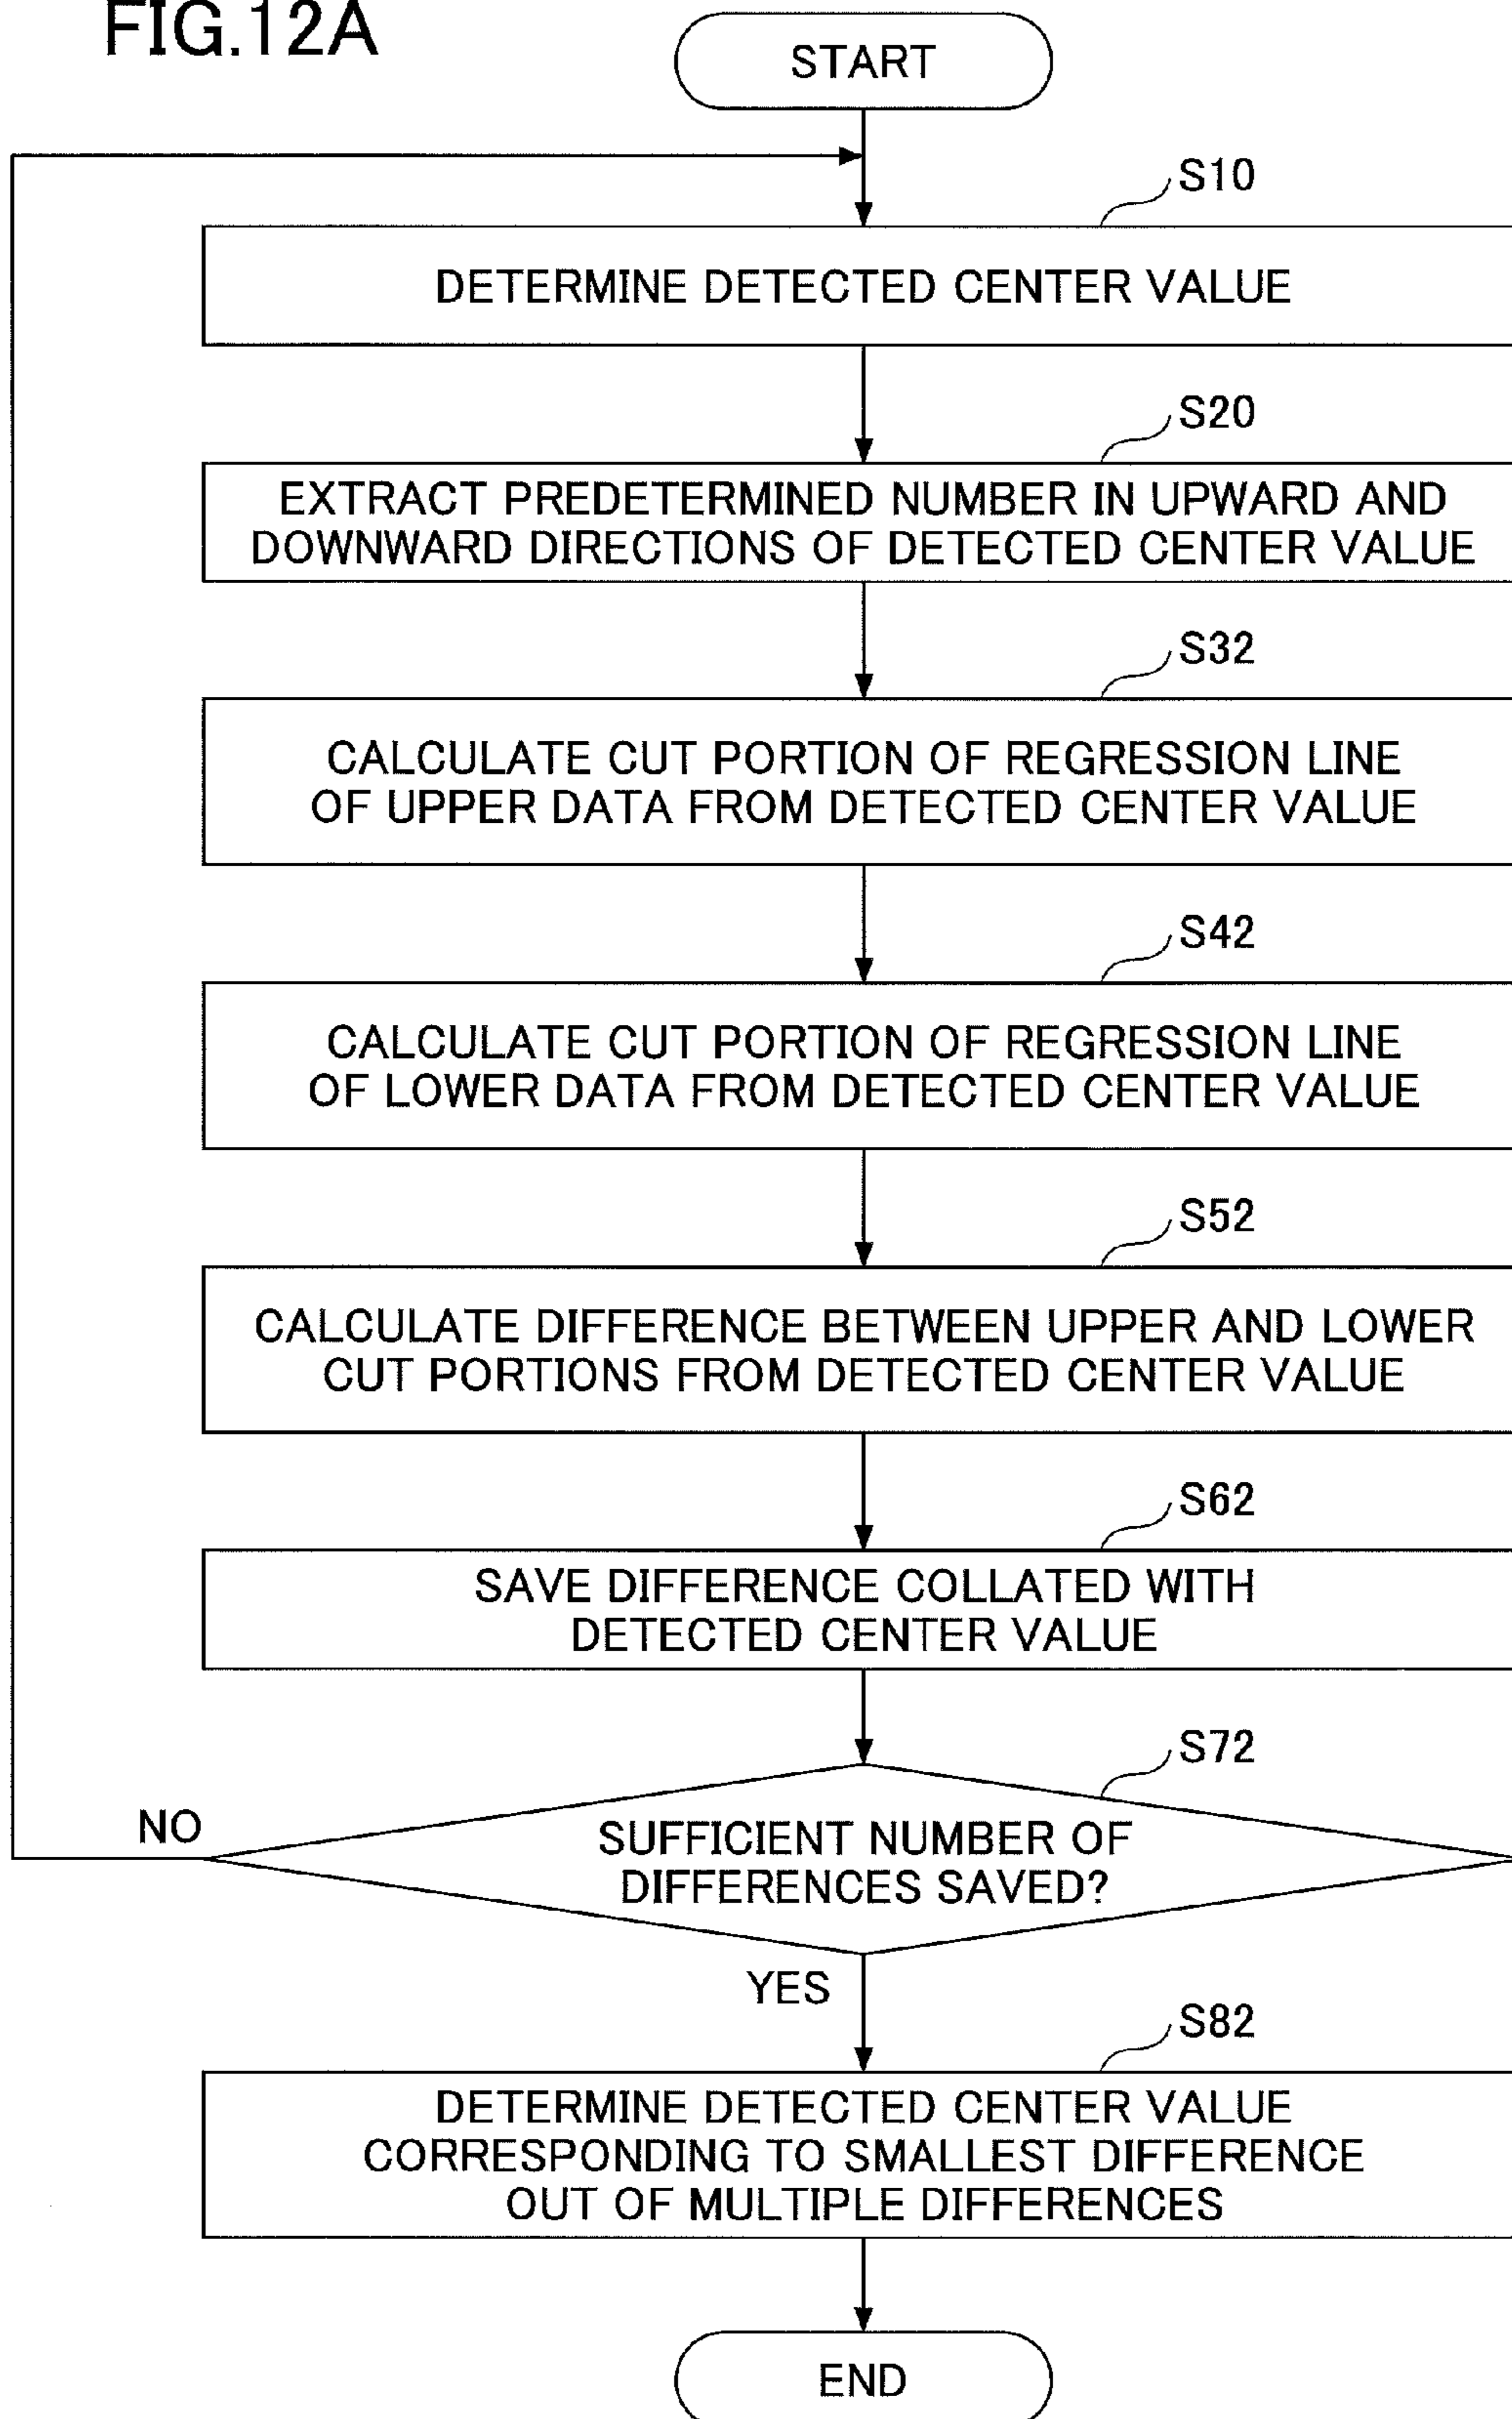 FIG.12A
START
S10
DETERMINE DETECTED CENTER VALUE
S20
EXTRACT PREDETERMINED NUMBER IN UPWARD AND
DOWNWARD DIRECTIONS OF DETECTED CENTER VALUE
S32
CALCULATE CUT PORTION OF REGRESSION LINE
OF UPPER DATA FROM DETECTED CENTER VALUE
S42
CALCULATE CUT PORTION OF REGRESSION LINE
OF LOWER DATA FROM DETECTED CENTER VALUE
S52
CALCULATE DIFFERENCE BETWEEN UPPER AND LOWER
CUT PORTIONS FROM DETECTED CENTER VALUE
S62
SAVE DIFFERENCE COLLATED WITH
DETECTED CENTER VALUE
S72
NO
SUFFICIENT NUMBER OF
DIFFERENCES SAVED?
YES
S82
DETERMINE DETECTED CENTER VALUE
CORRESPONDING TO SMALLEST DIFFERENCE
OUT OF MULTIPLE DIFFERENCES
END